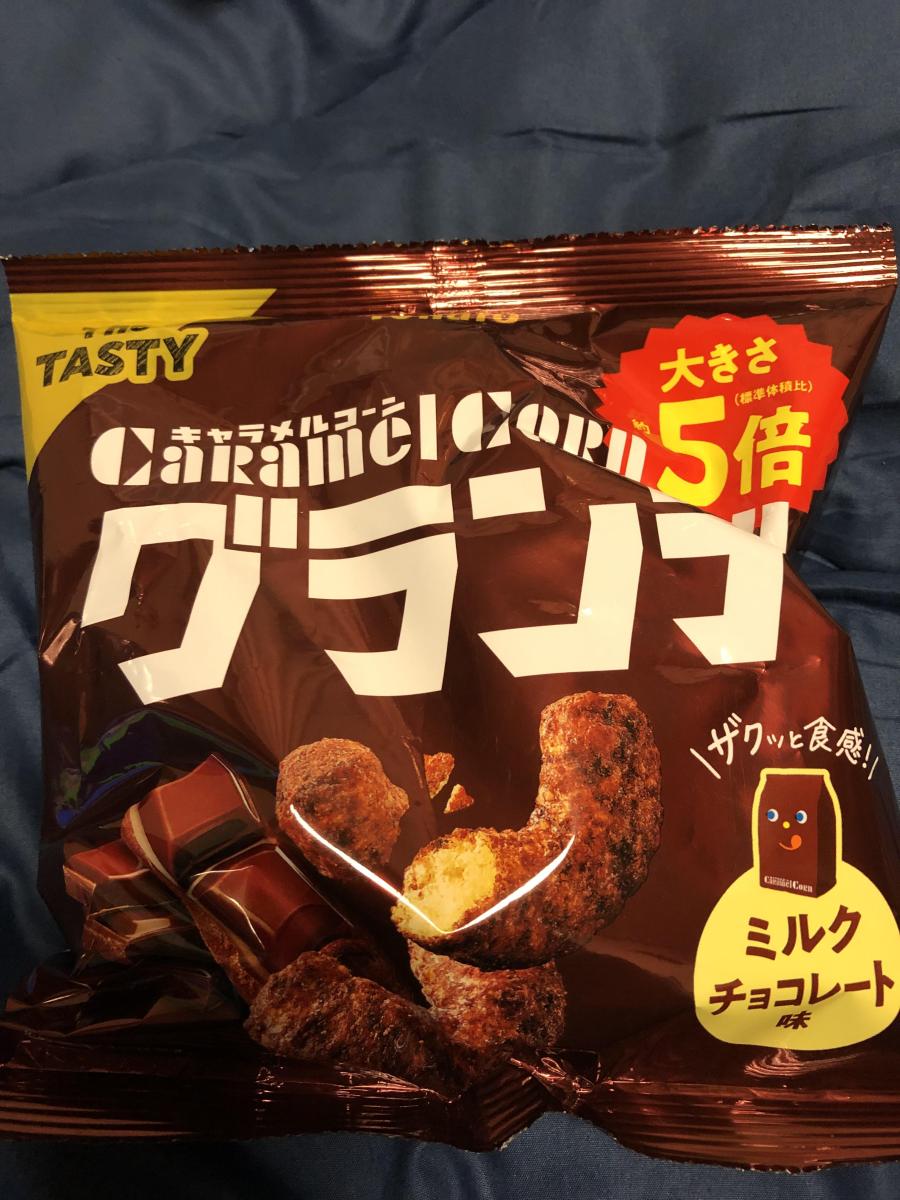 TASTY
キャラメルコーン
Caramel Corn
グランデ
大きさ
(標準体積比)
約5倍
ザクッと食感!
Caramel Corn
ミルク
チョコレート
味